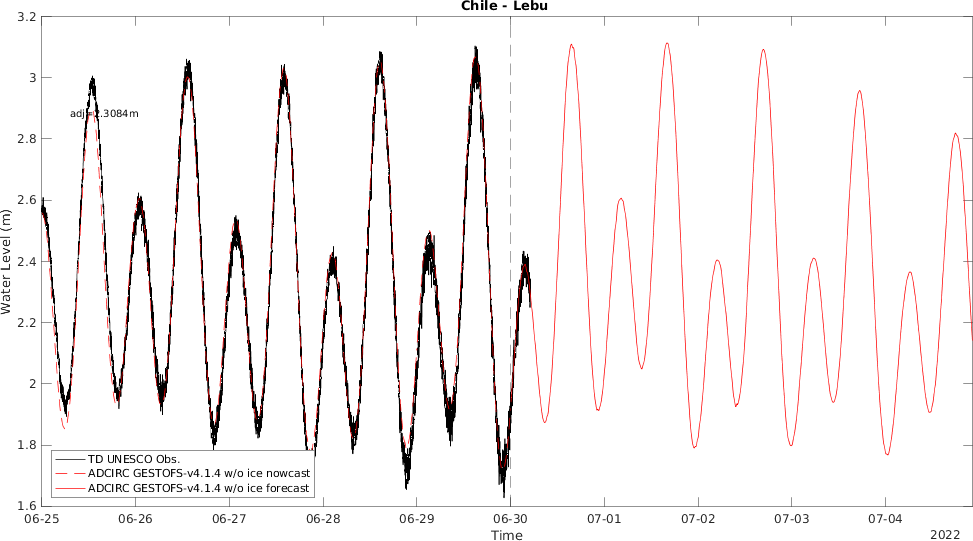 Chile - Lebu
3.2
3
2.8
2.6
2.4
2.2
2
1.8
1.6
Water Level (m)
adj=2.3084m
TD UNESCO Obs.
ADCIRC GESTOFS-v4.1.4 w/o ice nowcast
ADCIRC GESTOFS-v4.1.4 w/o ice forecast
06-25 06-26 06-27 06-28 06-29 06-30 07-01 07-02 07-03 07-04
Time
2022